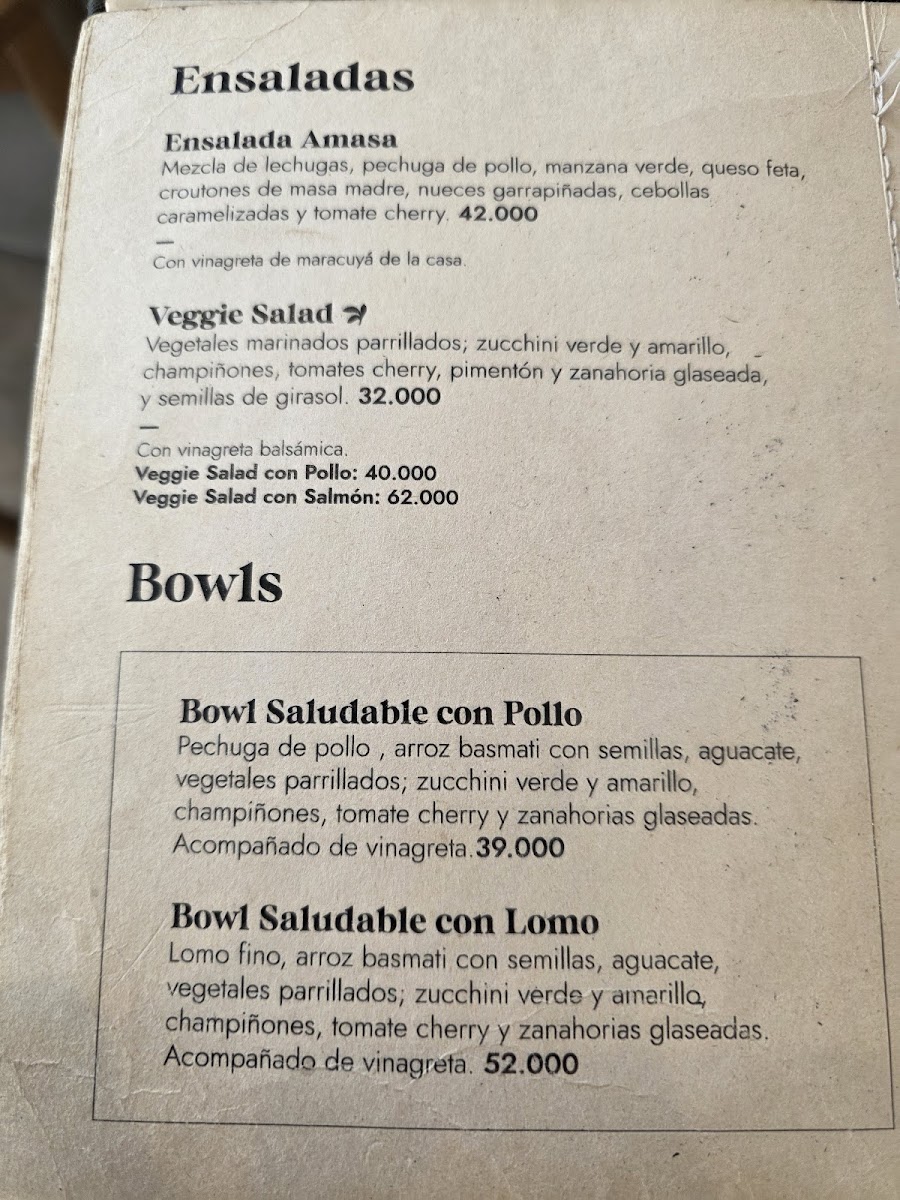 Ensaladas
Ensalada Amasa
Mezcla de lechugas, pechuga de pollo, manzana verde, queso feta,
croutones de masa madre, nueces garrapiñadas, cebollas
caramelizadas y tomate cherry. 42.000
—
Con vinagreta de maracuyá de la casa.
Veggie Salad
Vegetales marinados parrillados; zucchini verde y amarillo,
champiñones, tomates cherry, pimentón y zanahoria glaseada,
y semillas de girasol. 32.000
—
Con vinagreta balsámica.
Veggie Salad con Pollo: 40.000
Veggie Salad con Salmón: 62.000
Bowls
Bowl Saludable con Pollo
Pechuga de pollo , arroz basmati con semillas, aguacate,
vegetales parrillados; zucchini verde y amarillo,
champiñones, tomate cherry y zanahorias glaseadas.
Acompañado de vinagreta.39.000
Bowl Saludable con Lomo
Lomo fino, arroz basmati con semillas, aguacate,
vegetales parrillados; zucchini verde y amarillo,
champiñones, tomate cherry y zanahorias glaseadas.
Acompañado de vinagreta. 52.000